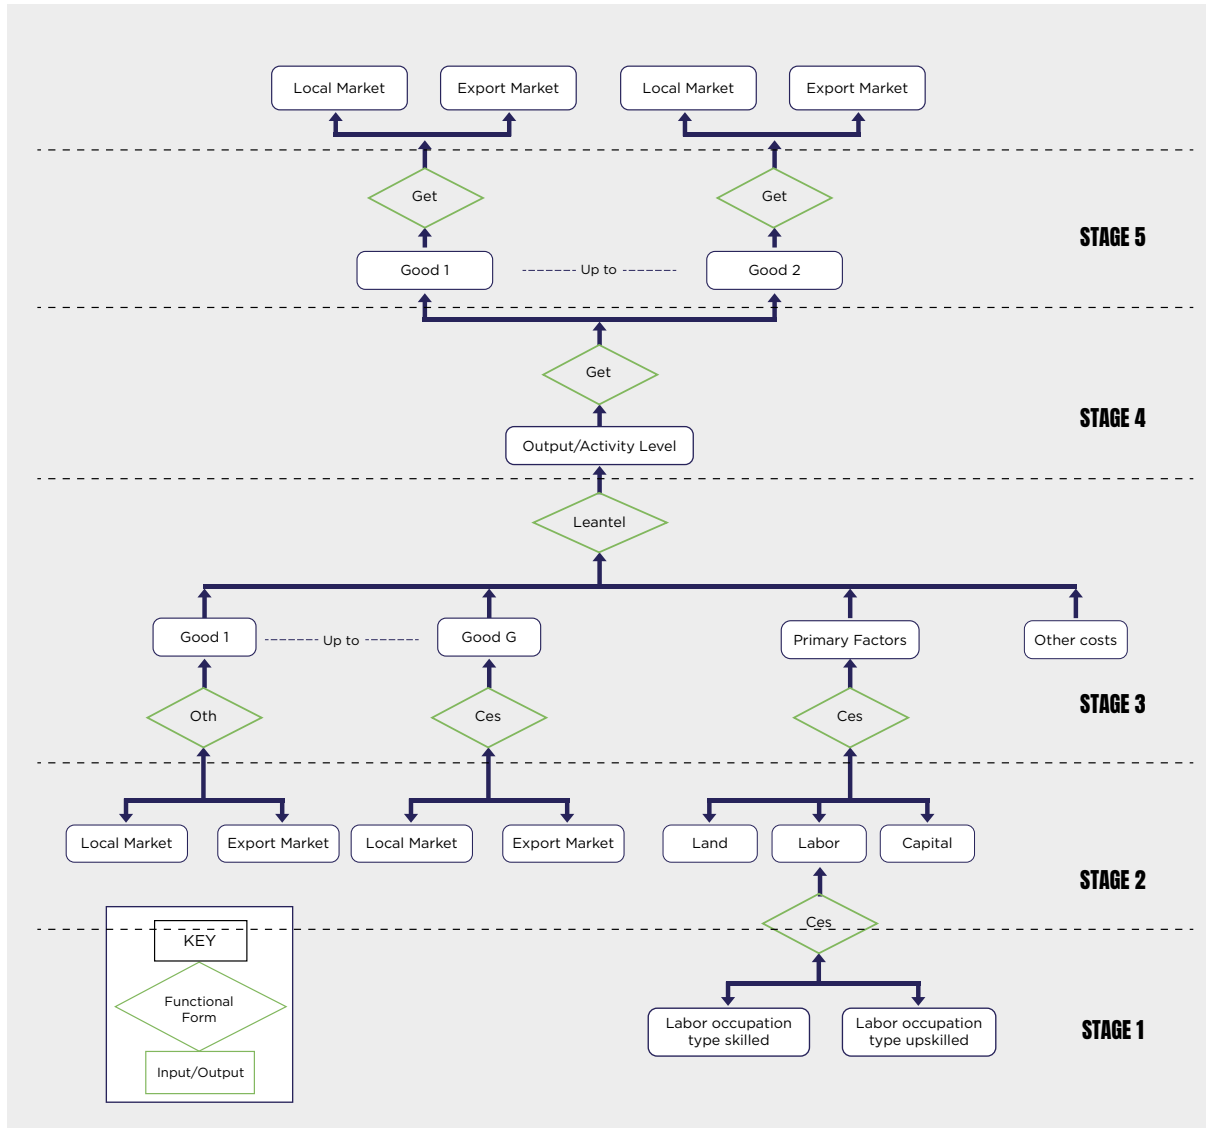 Local Market
Export Market
Local Market
Export Market
Get
Get
STAGE 5
Good 1
Up to
Good 2
Get
STAGE 4
Output/Activity Level
Leantel
Good 1
Up to
Good G
Primary Factors
Other costs
STAGE 3
Oth
Ces
Ces
Local Market
Export Market
Local Market
Export Market
Land
Labor
Capital
STAGE 2
Ces
KEY
Functional
Form
Input/Output
Labor occupation
type skilled
Labor occupation
type upskilled
STAGE 1